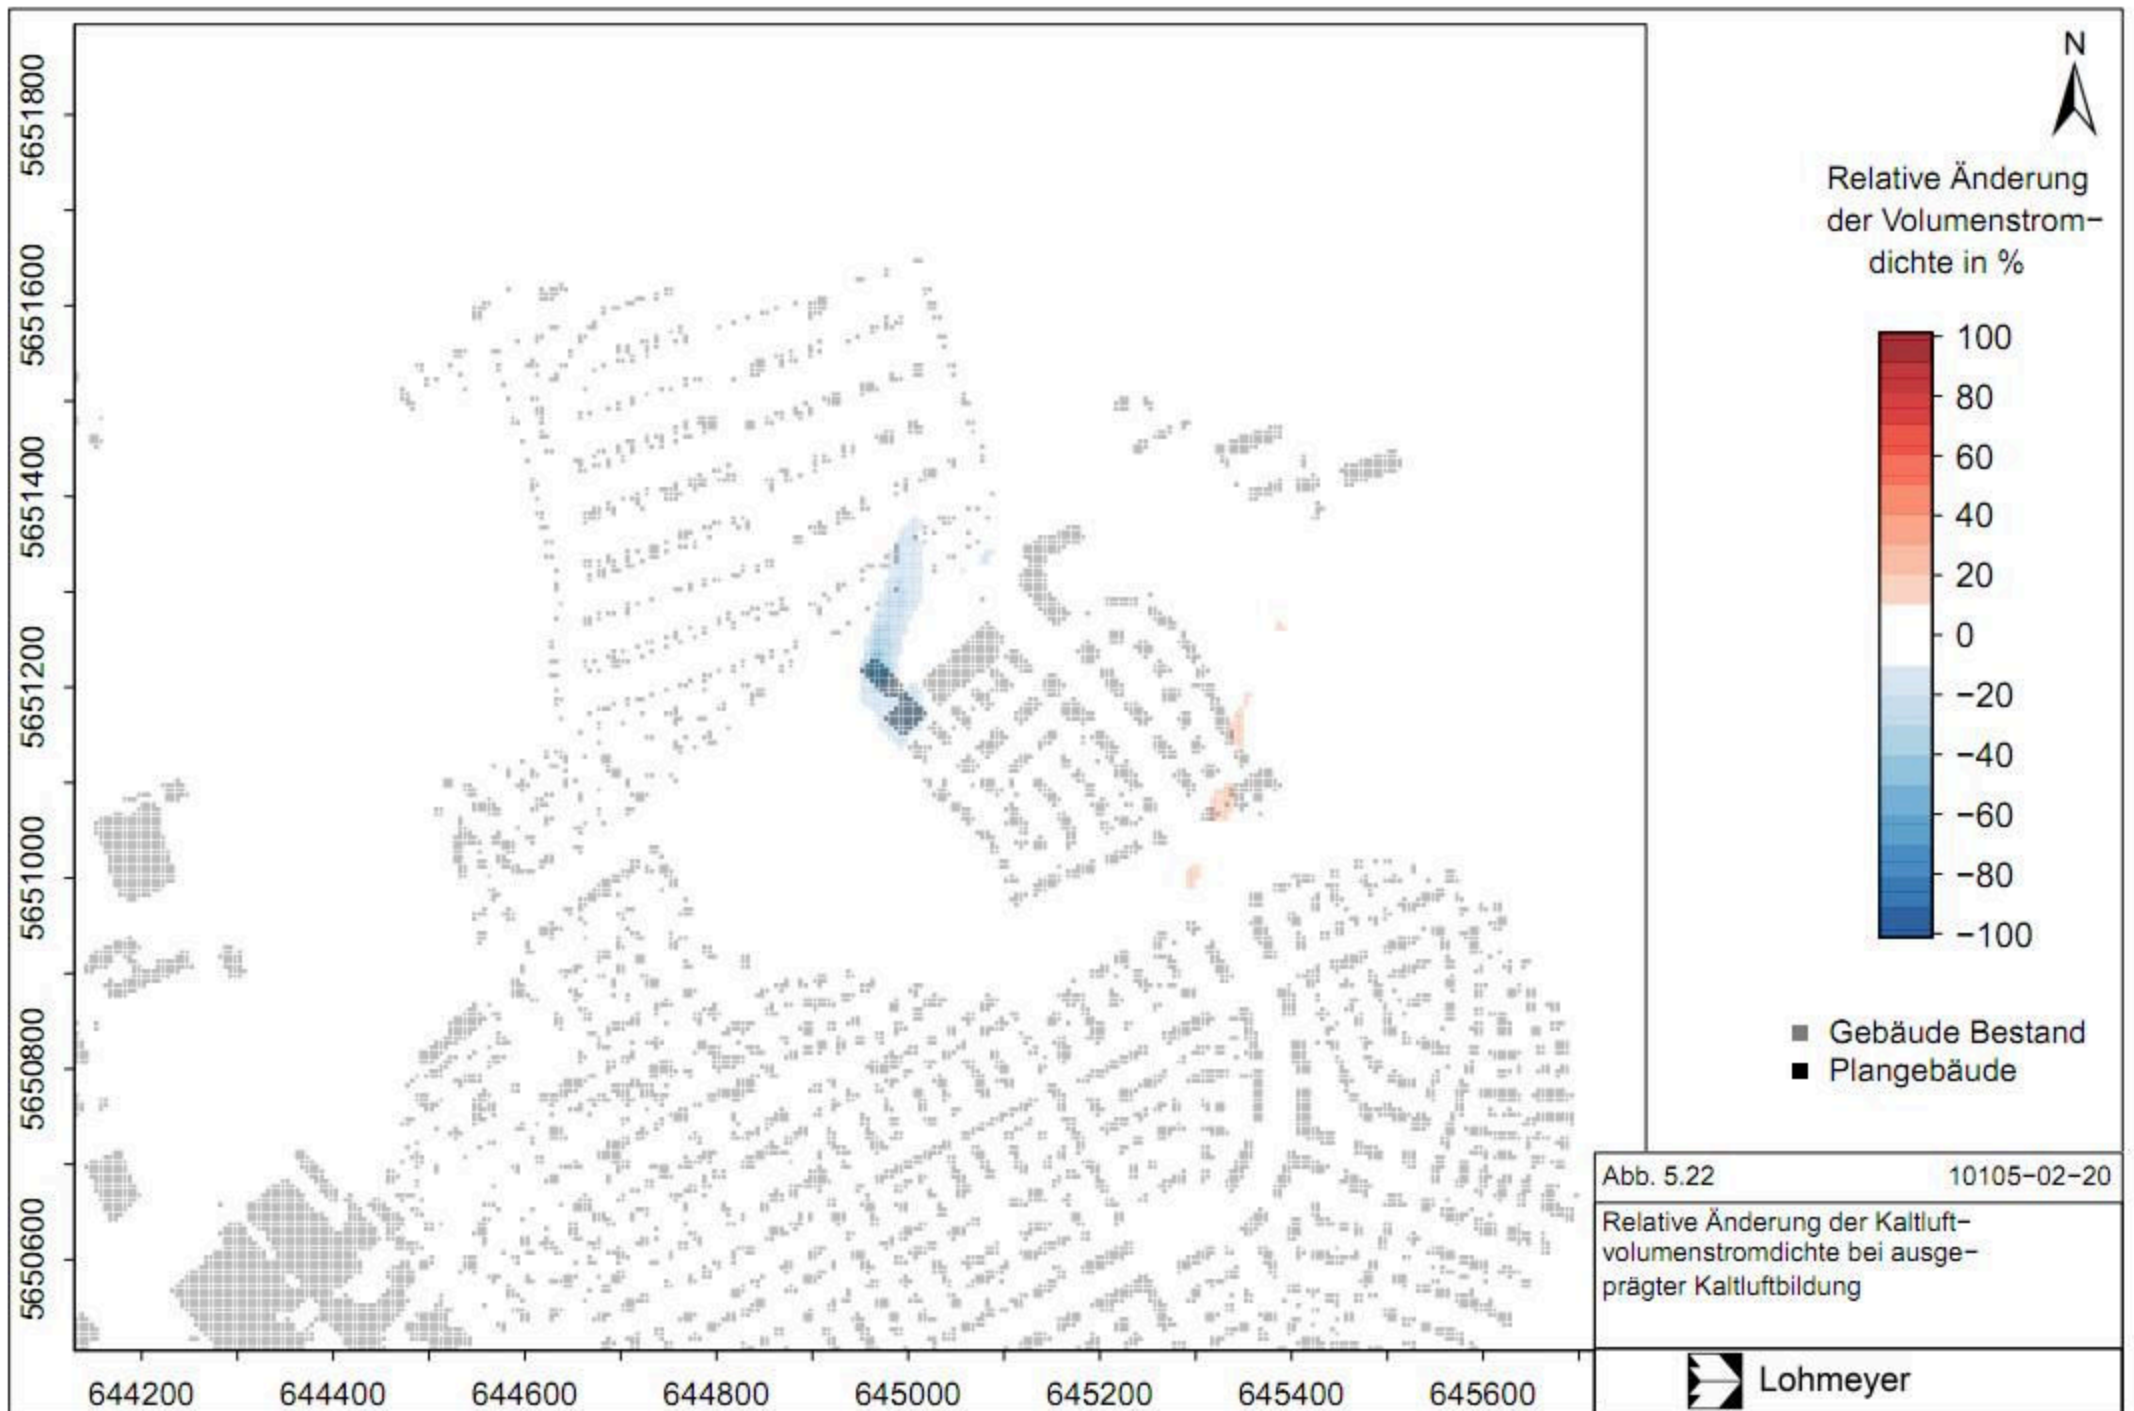 N
Relative Änderung
der Volumenstrom−
dichte in %
100
80
60
40
20
0
−20
−40
−60
−80
−100
Gebäude Bestand
Plangebäude
5651800
5651600
5651400
5651200
5651000
5650800
5650600
644200 644400 644600 644800 645000 645200 645400 645600
Abb. 5.22 10105−02−20
Relative Änderung der Kaltluft−
volumenstromdichte bei ausge−
prägter Kaltluftbildung
Lohmeyer